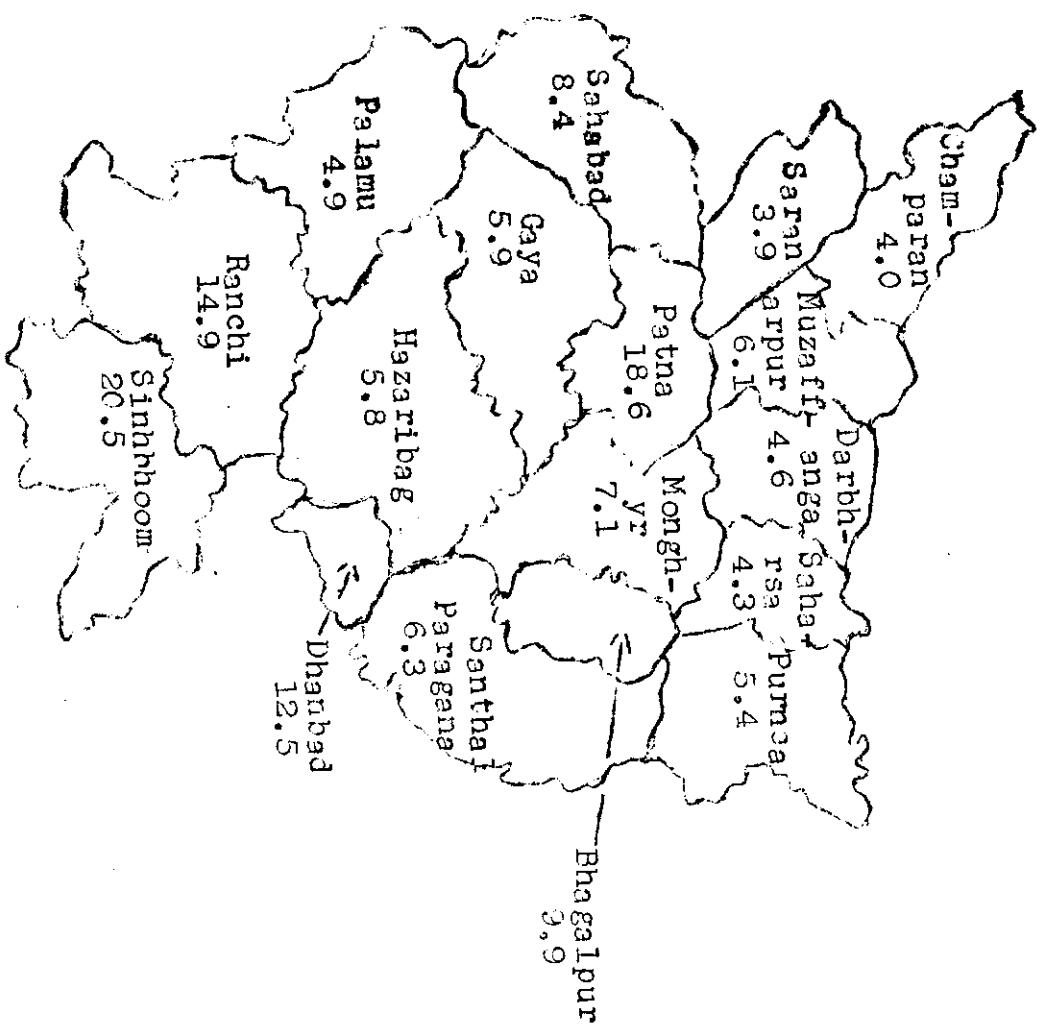 Cham-
paran
4.0
Saran
3.9
Muzaff-
arpur
6.1
Darbh-
anga
4.6
Saha-
rsa
4.3
Purnea
5.4
Sahabad
8.4
Patna
18.6
Gaya
5.9
Mongh-
yr
7.1
Bhagalpur
9.9
Palamu
4.9
Hazaribag
5.8
Santhal
Paragana
6.3
Dhanbad
12.5
Ranchi
14.9
Sinhhhoom
20.5